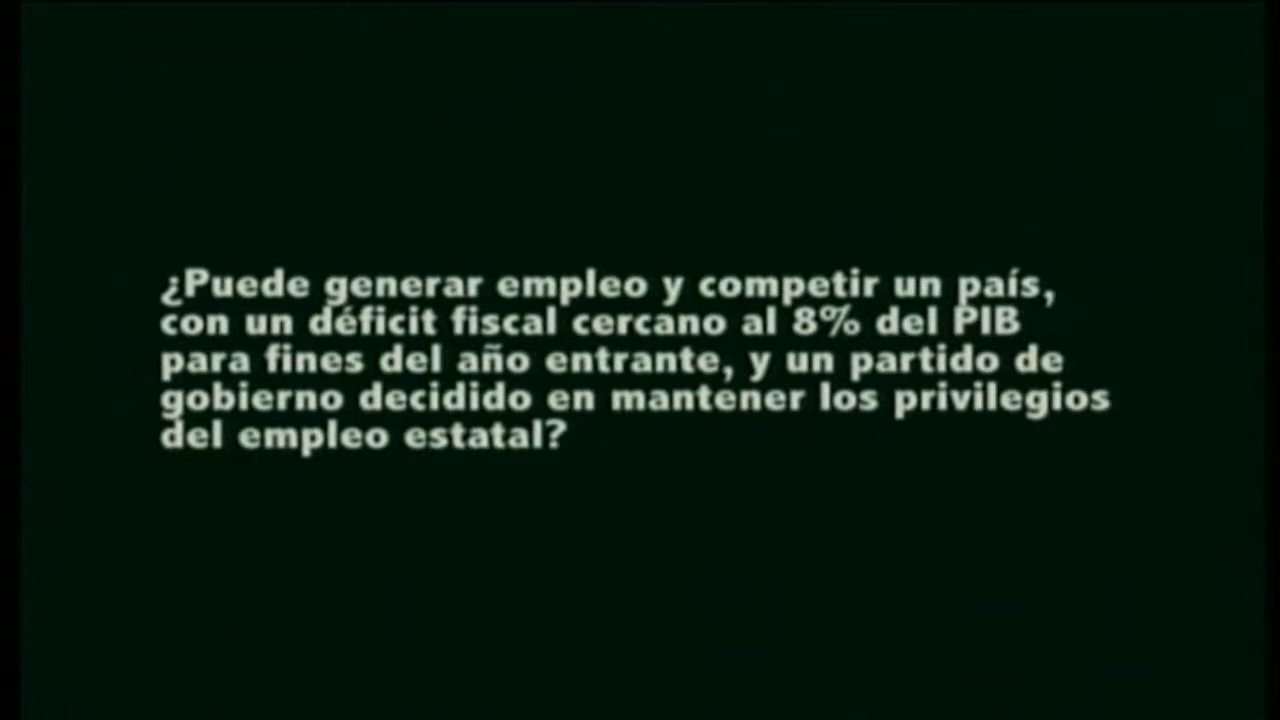 ¿Puede generar empleo y competir un país,
con un déficit fiscal cercano al 8% del PIB
para fines del año entrante, y un partido de
gobierno decidido en mantener los privilegios
del empleo estatal?